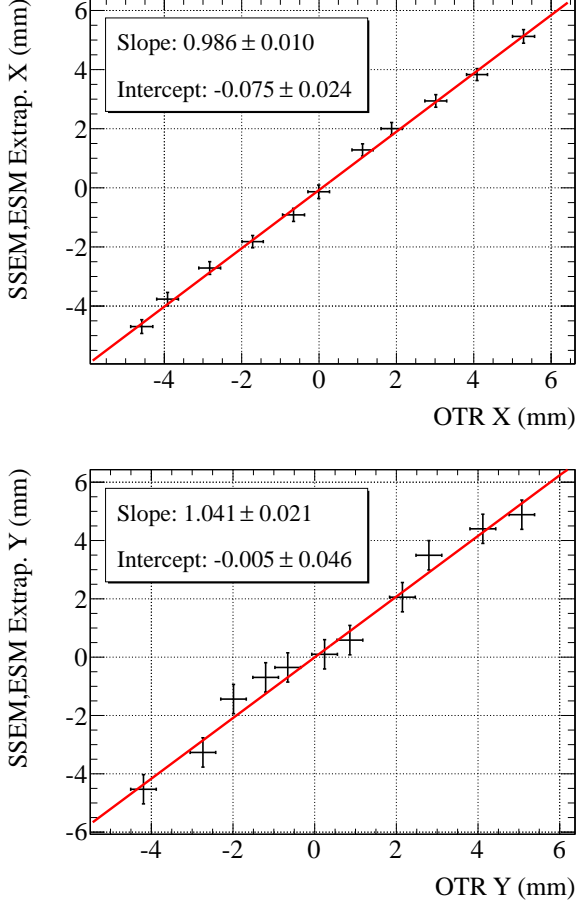 SSEM,ESM Extrap. X (mm)
6
4
2
0
-2
-4
Slope: 0.986 ± 0.010
Intercept: -0.075 ± 0.024
-4 -2 0 2 4 6
OTR X (mm)
SSEM,ESM Extrap. Y (mm)
6
4
2
0
-2
-4
-6
Slope: 1.041 ± 0.021
Intercept: -0.005 ± 0.046
-4 -2 0 2 4 6
OTR Y (mm)